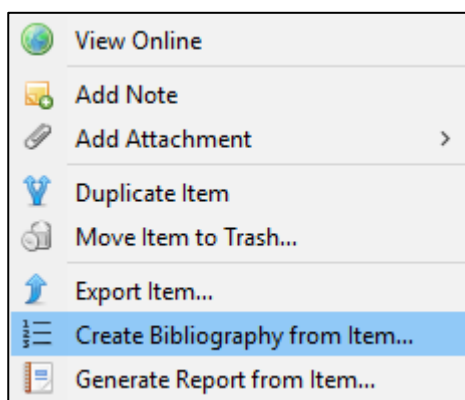 View Online
Add Note
Add Attachment
Duplicate Item
Move Item to Trash...
Export Item...
Create Bibliography from Item...
Generate Report from Item...